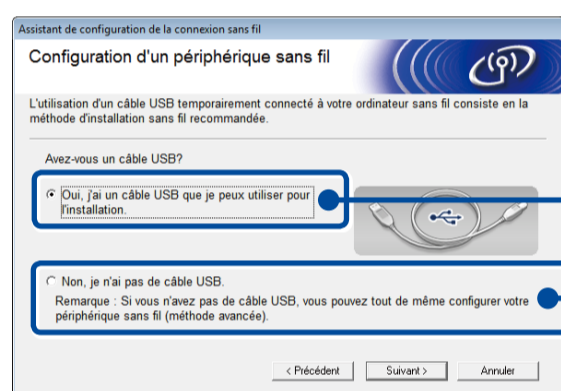 Assistant de configuration de la connexion sans fil
Configuration d'un périphérique sans fil
L'utilisation d'un câble USB temporairement connecté à votre ordinateur sans fil consiste en la
méthode d'installation sans fil recommandée.
Avez-vous un câble USB?
Oui, j'ai un câble USB que je peux utiliser pour
l'installation.
Non, je n'ai pas de câble USB.
Remarque : Si vous n'avez pas de câble USB, vous pouvez tout de même configurer votre
périphérique sans fil (méthode avancée).
< Précédent Suivant > Annuler